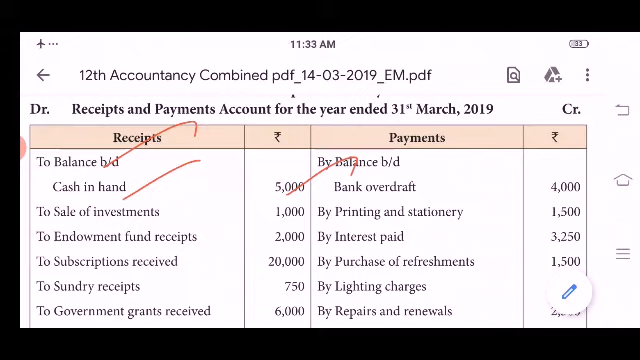 11:33 AM
33
12th Accountancy Combined pdf_14-03-2019_EM.pdf
Dr. Receipts and Payments Account for the year ended 31st March, 2019 Cr.
Receipts ₹ Payments ₹
To Balance b/d By Balance b/d
Cash in hand 5,000 Bank overdraft 4,000
To Sale of investments 1,000 By Printing and stationery 1,500
To Endowment fund receipts 2,000 By Interest paid 3,250
To Subscriptions received 20,000 By Purchase of refreshments 1,500
To Sundry receipts 750 By Lighting charges
To Government grants received 6,000 By Repairs and renewals